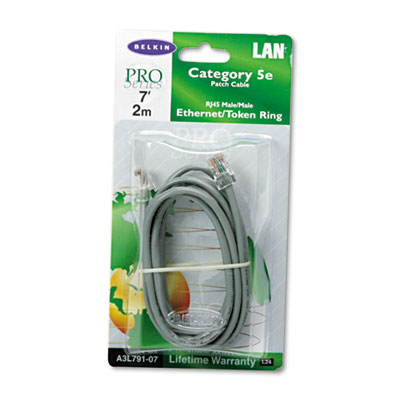 BELKIN
LAN
PRO
Series
7'
2m
Category 5e
Patch Cable
RJ45 Male/Male
Ethernet/Token Ring
A3L791-07
Lifetime Warranty